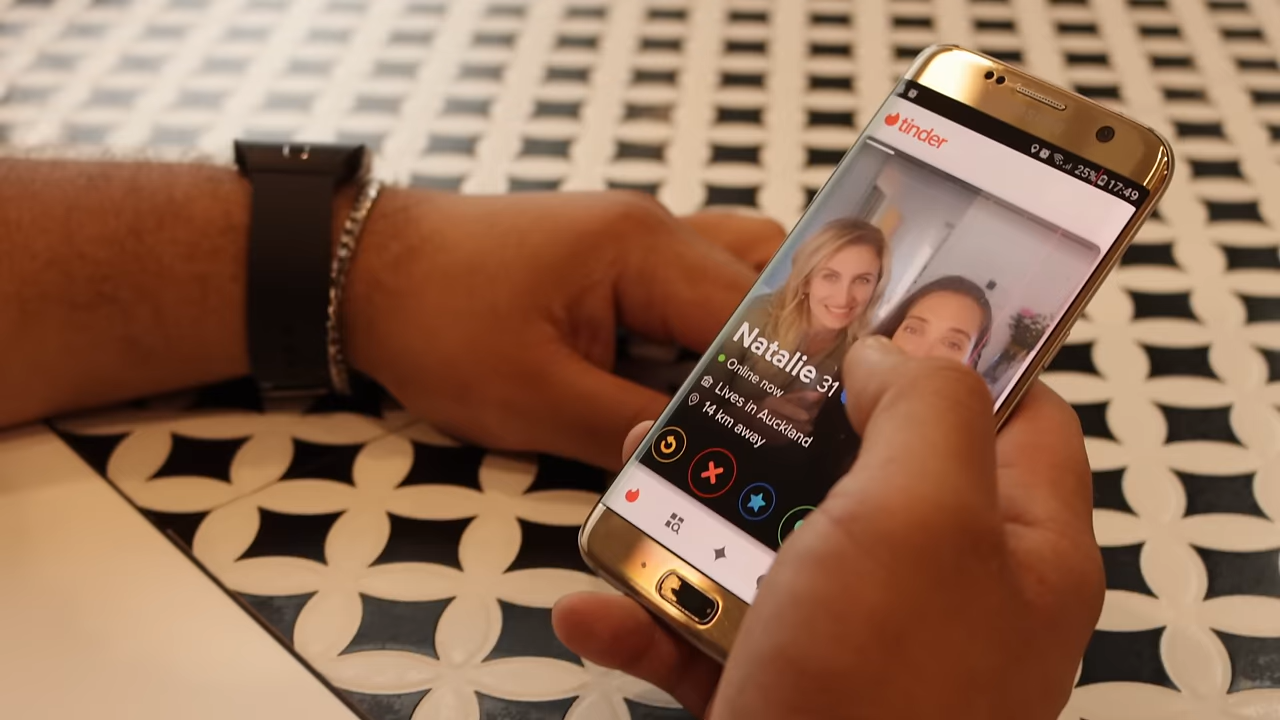 25% 17:49
tinder
Natalie 31
Online now
Lives in Auckland
14 km away